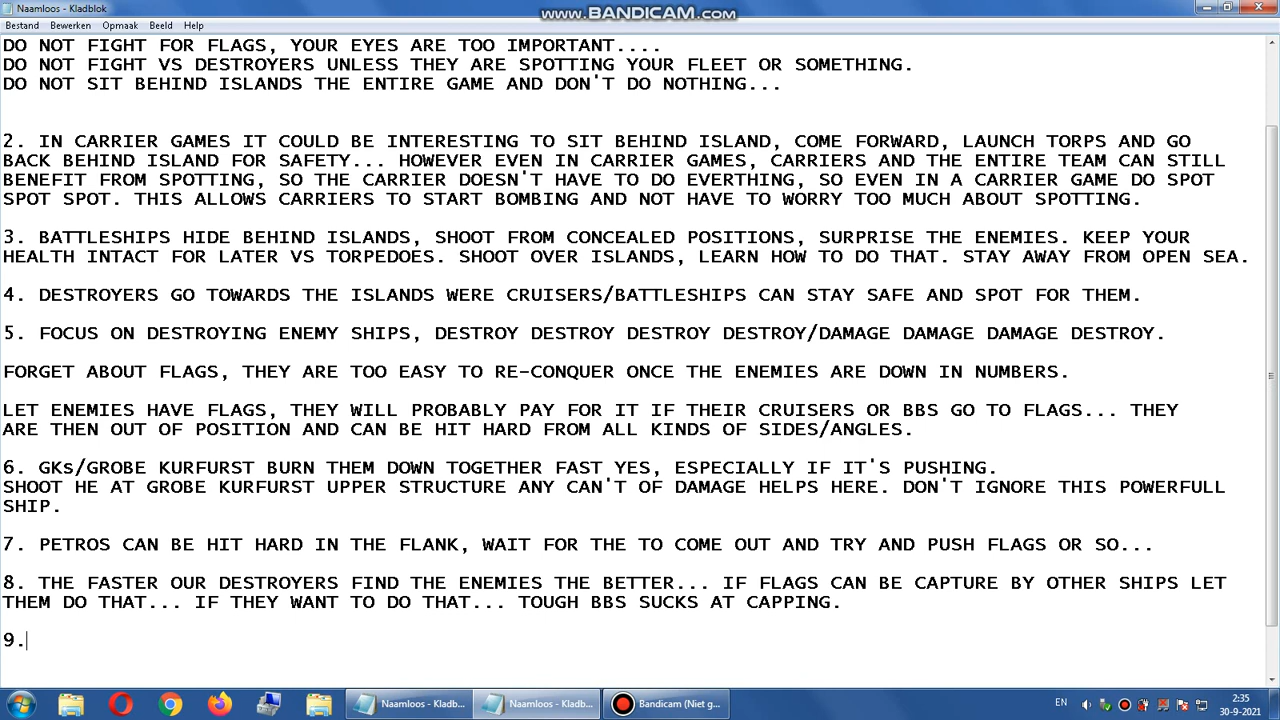 Naamloos - Kladblok
www.BANDICAM.com
Bestand Bewerken Opmaak Beeld Help
DO NOT FIGHT FOR FLAGS, YOUR EYES ARE TOO IMPORTANT....
DO NOT FIGHT VS DESTROYERS UNLESS THEY ARE SPOTTING YOUR FLEET OR SOMETHING.
DO NOT SIT BEHIND ISLANDS THE ENTIRE GAME AND DON'T DO NOTHING...
2. IN CARRIER GAMES IT COULD BE INTERESTING TO SIT BEHIND ISLAND, COME FORWARD, LAUNCH TORPS AND GO
BACK BEHIND ISLAND FOR SAFETY... HOWEVER EVEN IN CARRIER GAMES, CARRIERS AND THE ENTIRE TEAM CAN STILL
BENEFIT FROM SPOTTING, SO THE CARRIER DOESN'T HAVE TO DO EVERTHING, SO EVEN IN A CARRIER GAME DO SPOT
SPOT SPOT. THIS ALLOWS CARRIERS TO START BOMBING AND NOT HAVE TO WORRY TOO MUCH ABOUT SPOTTING.
3. BATTLESHIPS HIDE BEHIND ISLANDS, SHOOT FROM CONCEALED POSITIONS, SURPRISE THE ENEMIES. KEEP YOUR
HEALTH INTACT FOR LATER VS TORPEDOES. SHOOT OVER ISLANDS, LEARN HOW TO DO THAT. STAY AWAY FROM OPEN SEA.
4. DESTROYERS GO TOWARDS THE ISLANDS WERE CRUISERS/BATTLESHIPS CAN STAY SAFE AND SPOT FOR THEM.
5. FOCUS ON DESTROYING ENEMY SHIPS, DESTROY DESTROY DESTROY DESTROY/DAMAGE DAMAGE DAMAGE DESTROY.
FORGET ABOUT FLAGS, THEY ARE TOO EASY TO RE-CONQUER ONCE THE ENEMIES ARE DOWN IN NUMBERS.
LET ENEMIES HAVE FLAGS, THEY WILL PROBABLY PAY FOR IT IF THEIR CRUISERS OR BBS GO TO FLAGS... THEY
ARE THEN OUT OF POSITION AND CAN BE HIT HARD FROM ALL KINDS OF SIDES/ANGLES.
6. GKs/GROBE KURFURST BURN THEM DOWN TOGETHER FAST YES, ESPECIALLY IF IT'S PUSHING.
SHOOT HE AT GROBE KURFURST UPPER STRUCTURE ANY CAN'T OF DAMAGE HELPS HERE. DON'T IGNORE THIS POWERFULL
SHIP.
7. PETROS CAN BE HIT HARD IN THE FLANK, WAIT FOR THE TO COME OUT AND TRY AND PUSH FLAGS OR SO...
8. THE FASTER OUR DESTROYERS FIND THE ENEMIES THE BETTER... IF FLAGS CAN BE CAPTURE BY OTHER SHIPS LET
THEM DO THAT... IF THEY WANT TO DO THAT... TOUGH BBS SUCKS AT CAPPING.
9.
Naamloos - Kladb... Naamloos - Kladb... Bandicam (Niet g... EN 2:35
30-9-2021